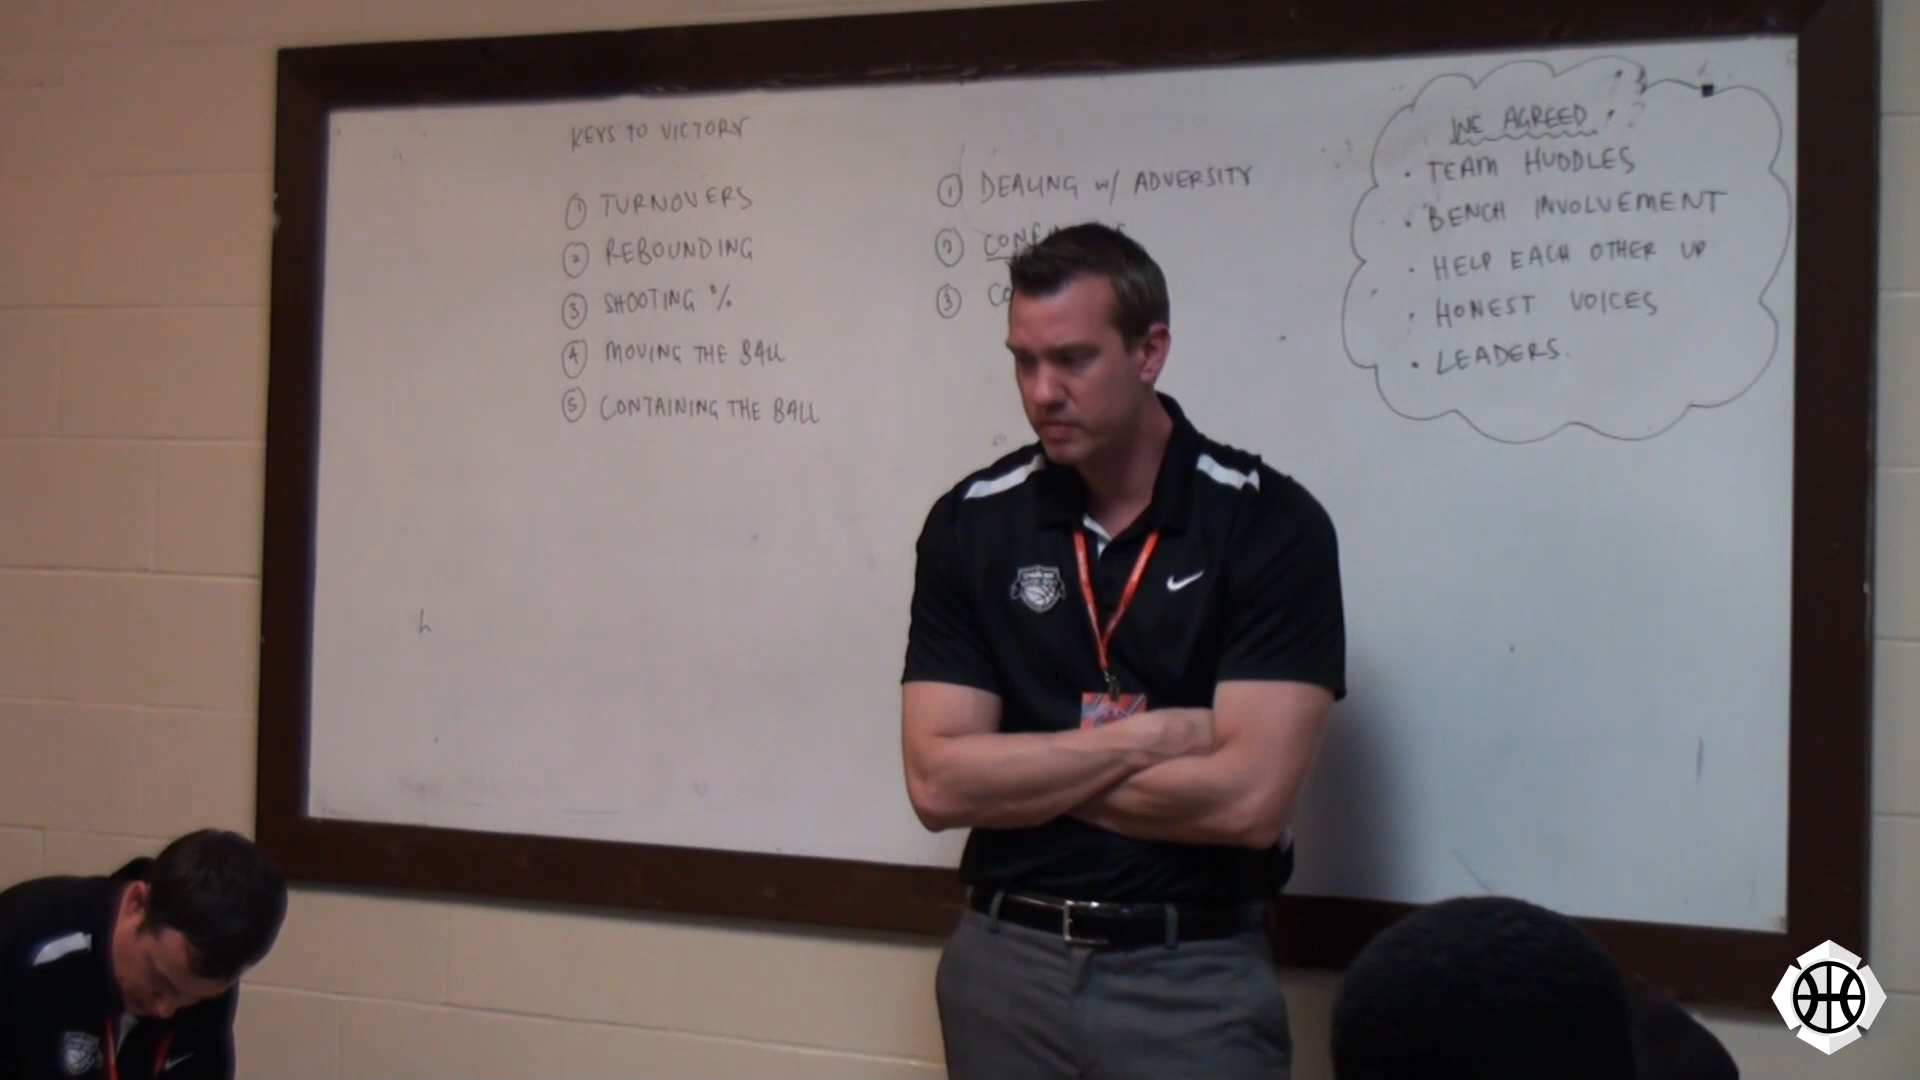 KEYS TO VICTORY
① TURNOVERS
② REBOUNDING
③ SHOOTING %
④ MOVING THE BALL
⑤ CONTAINING THE BALL
① DEALING w/ ADVERSITY
②
③
WE AGREED:
• TEAM HUDDLES
• BENCH INVOLVEMENT
• HELP EACH OTHER UP
• HONEST VOICES
• LEADERS.